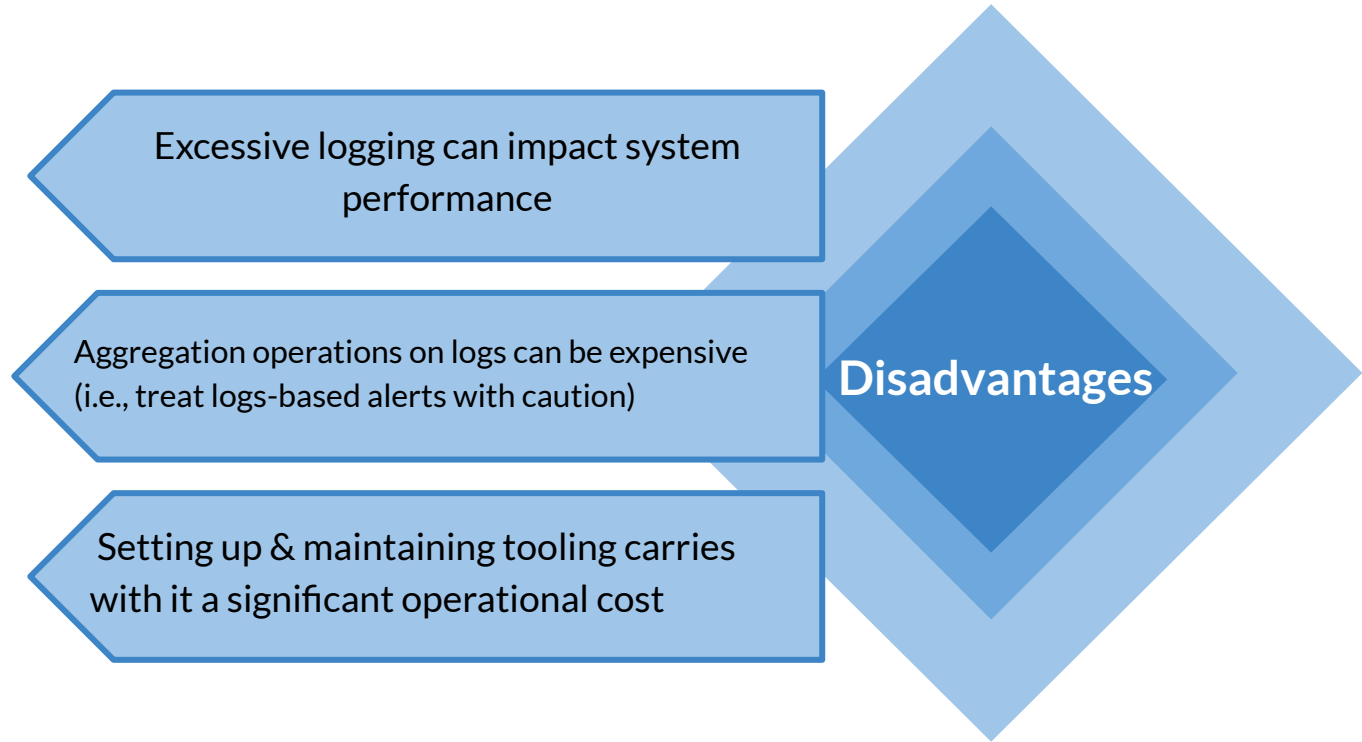 Excessive logging can impact system
performance
Aggregation operations on logs can be expensive
(i.e., treat logs-based alerts with caution)
Setting up & maintaining tooling carries
with it a significant operational cost
Disadvantages